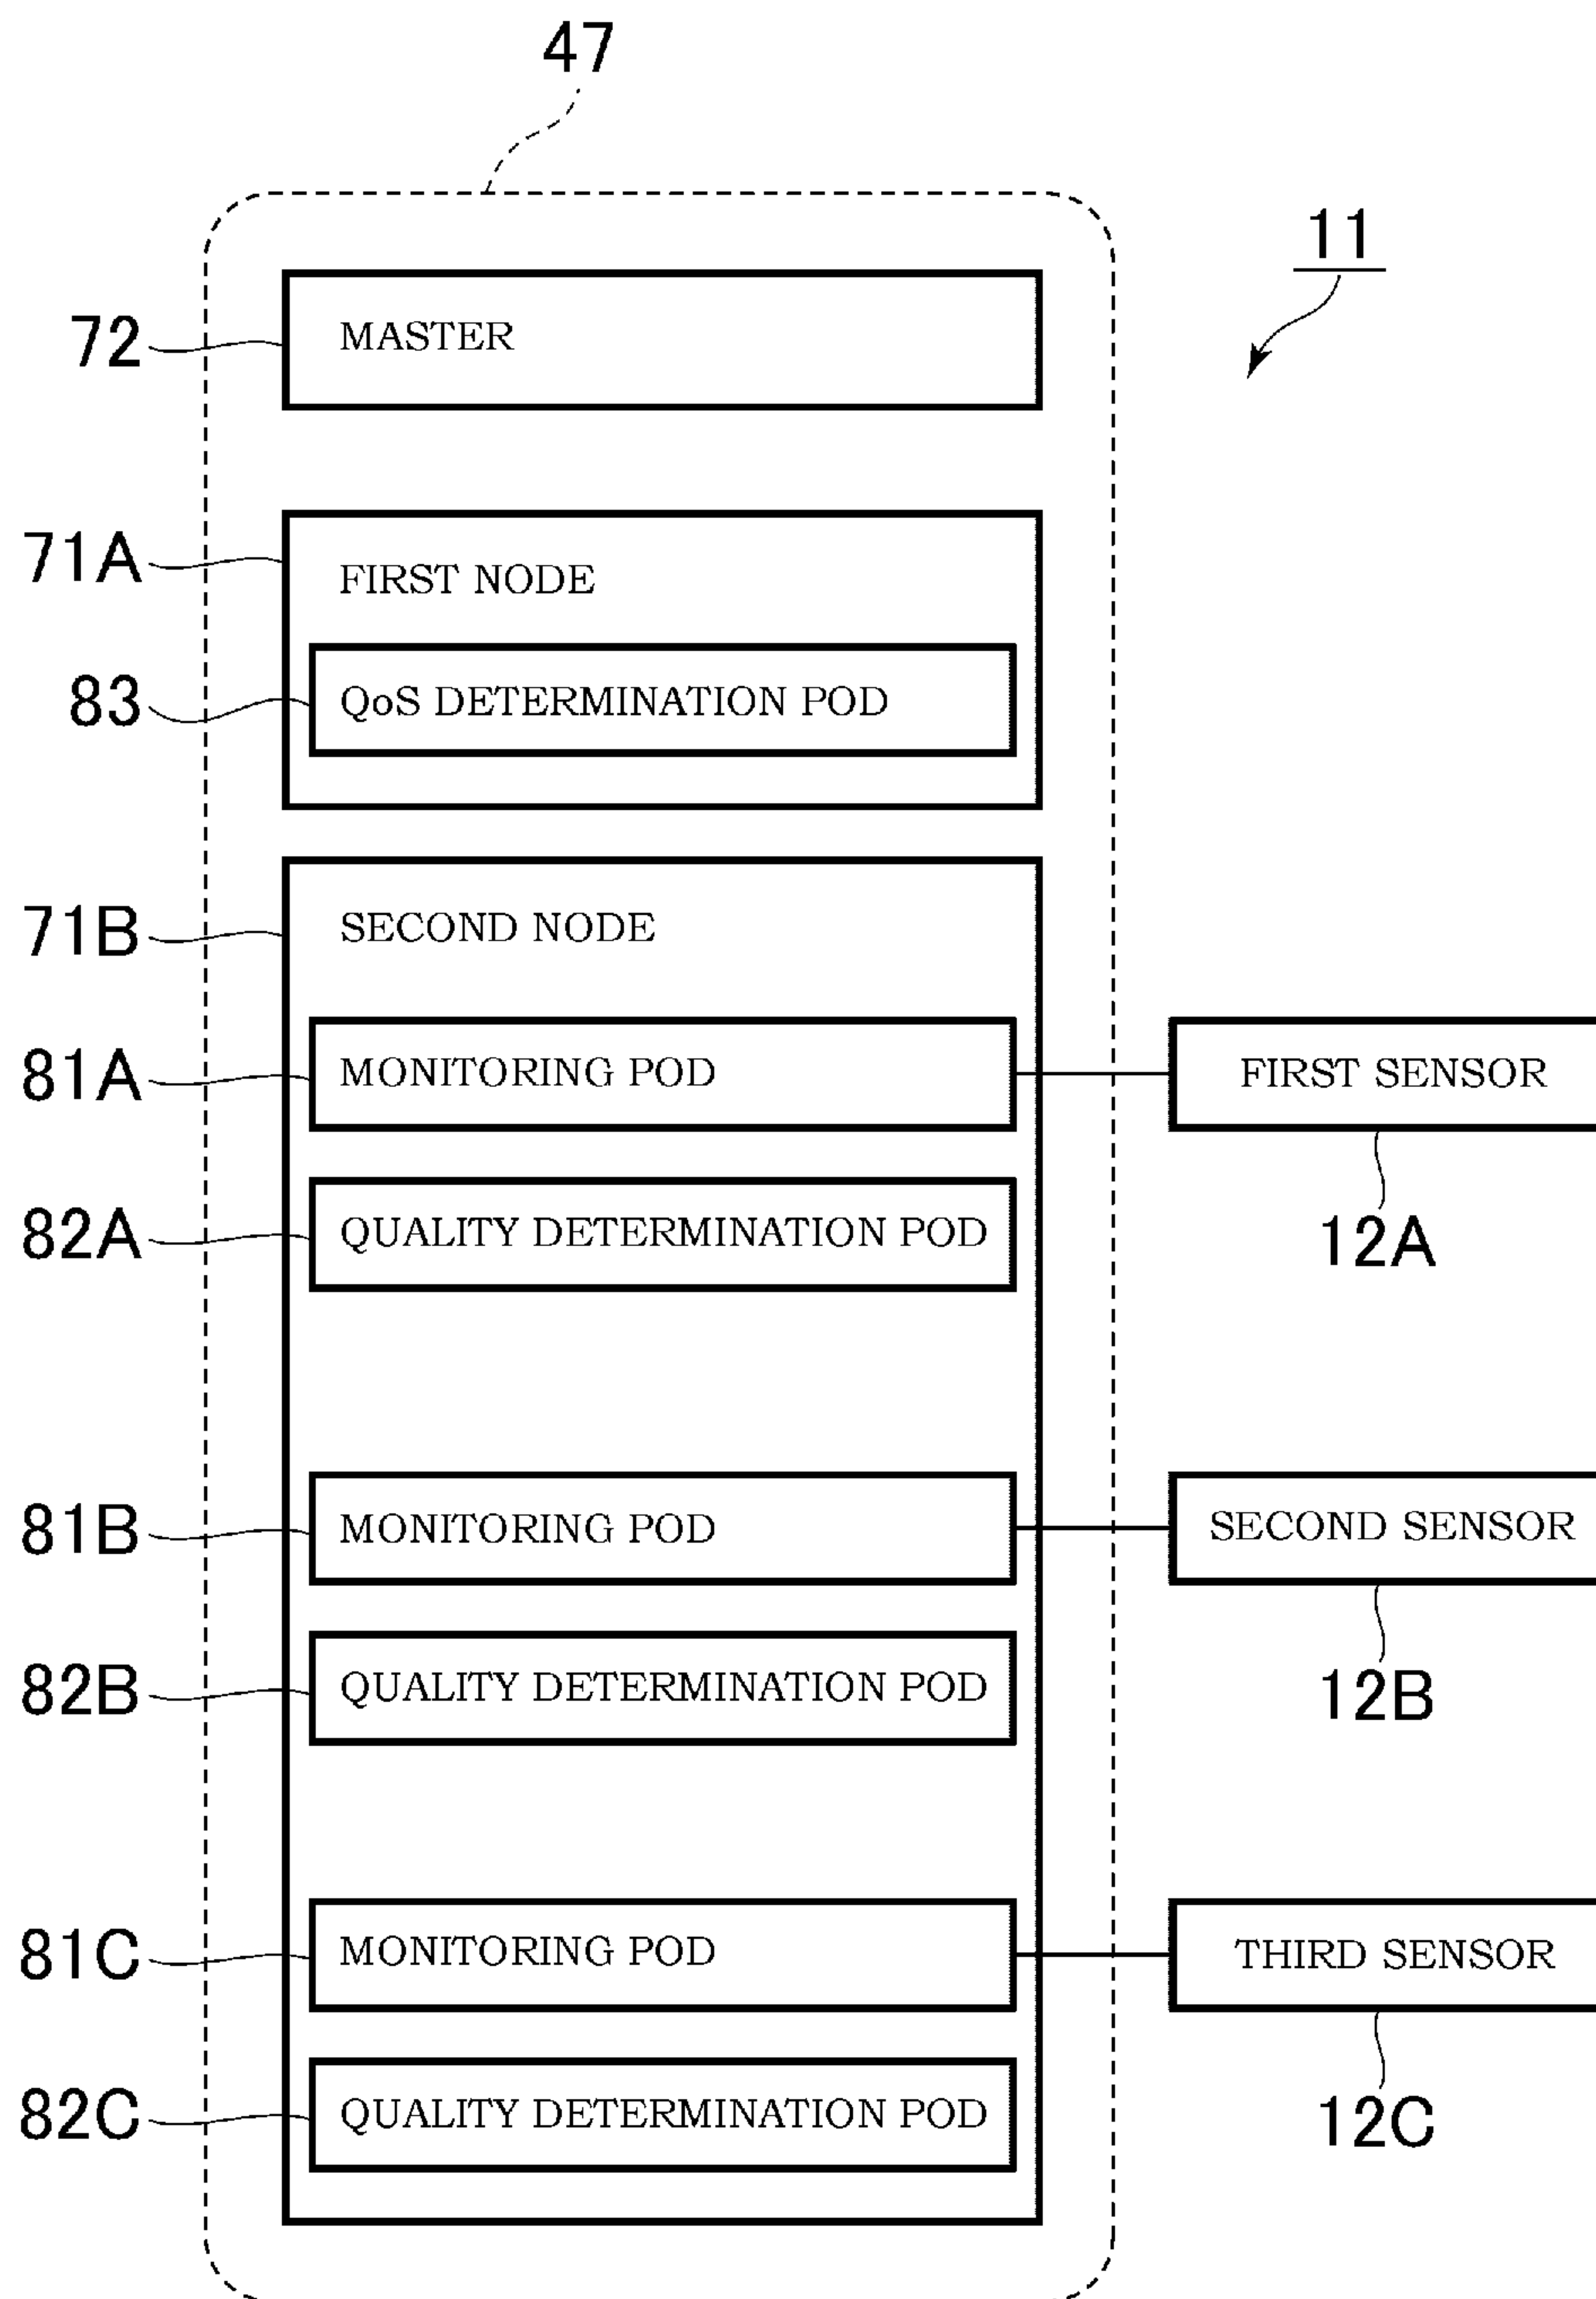 47
11
72
MASTER
71A
FIRST NODE
83
QoS DETERMINATION POD
71B
SECOND NODE
81A
MONITORING POD
FIRST SENSOR
82A
QUALITY DETERMINATION POD
12A
81B
MONITORING POD
SECOND SENSOR
82B
QUALITY DETERMINATION POD
12B
81C
MONITORING POD
THIRD SENSOR
82C
QUALITY DETERMINATION POD
12C